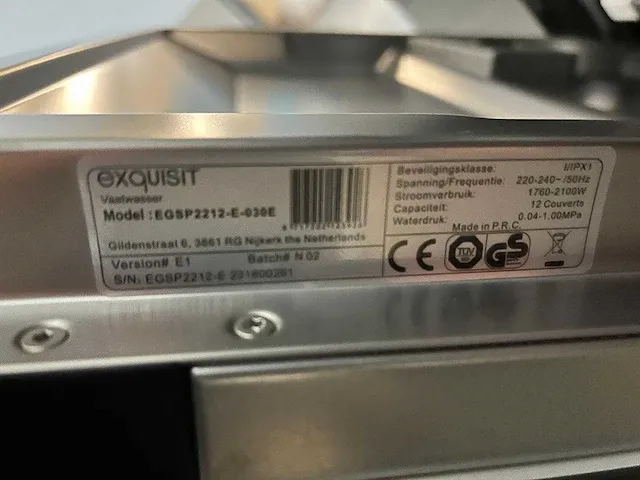 exquisit
Vaatwasser
Model : EGSP2212-E-030E
Gildenstraat 6, 3861 RG Nijkerk the Netherlands
Version# E1 Batch# N.02
S/N: EGSP2212-E 231600281
Beveiligingsklasse: I/IPX1
Spanning/Frequentie: 220-240~/50Hz
Stroomverbruik: 1760-2100W
Capaciteit: 12 Couverts
Waterdruk: 0.04-1.00MPa
Made in P.R.C.
CE TÜV GS